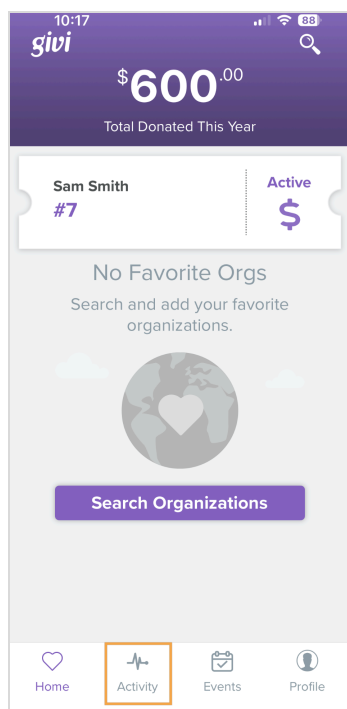 10:17
88
givi
$600.00
Total Donated This Year
Sam Smith
#7
Active
$
No Favorite Orgs
Search and add your favorite
organizations.
Search Organizations
Home
Activity
Events
Profile